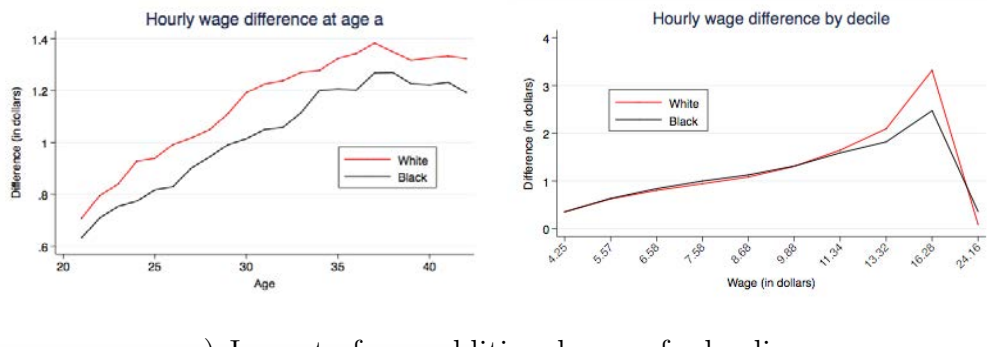 Hourly wage difference at age a
Difference (in dollars)
1.4
1.2
1
.8
.6
White
Black
20
25
30
35
40
Age
Hourly wage difference by decile
Difference (in dollars)
4
3
2
1
0
White
Black
4.25
5.57
6.58
7.58
8.68
9.88
11.34
13.32
16.28
24.16
Wage (in dollars)